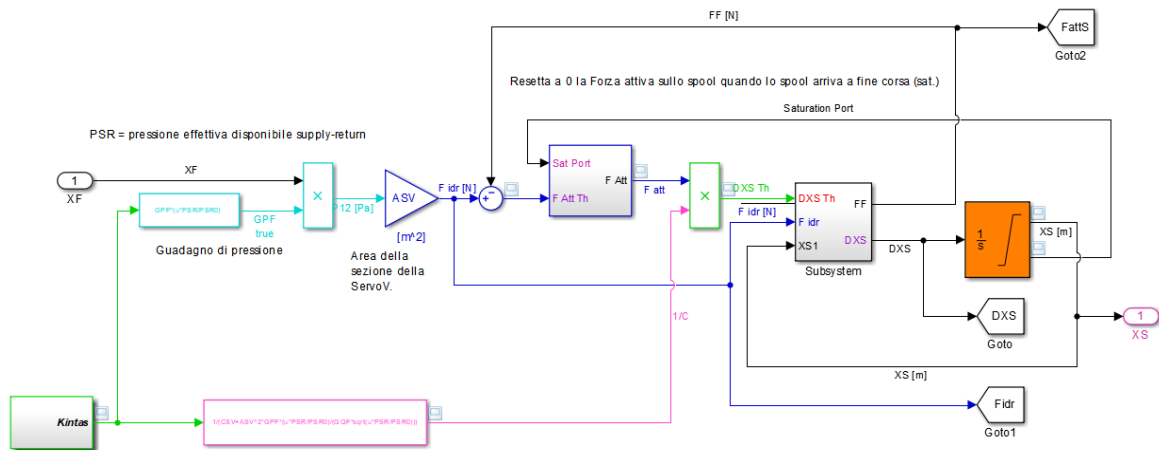 FF [N]
FattS
Goto2
Resetta a 0 la Forza attiva sullo spool quando lo spool arriva a fine corsa (sat.)
Saturation Port
PSR = pressione effettiva disponibile supply-return
XF
1
XF
GPF*(u*PSR/PSR0)
GPF
true
Guadagno di pressione
×
P12 [Pa]
ASV
[m^2]
Area della
sezione della
ServoV.
F idr [N]
+
-
Sat Port
F Att Th
F Att
F att
×
DXS Th
F idr [N]
DXS Th
F idr
XS1
FF
DXS
Subsystem
DXS
1
s
XS [m]
DXS
Goto
1
XS
XS [m]
1/C
Fidr
Goto1
Kintas